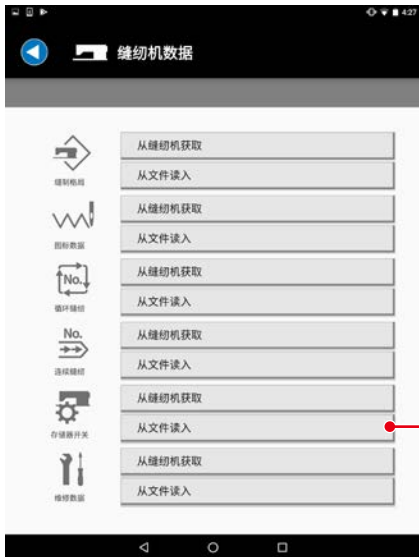 4:27
缝纫机数据
从缝纫机获取
缝制格局
从文件读入
从缝纫机获取
图标数据
从文件读入
No.
从缝纫机获取
循环缝纫
从文件读入
No.
从缝纫机获取
连续缝纫
从文件读入
从缝纫机获取
存储器开关
从文件读入
从缝纫机获取
维修数据
从文件读入